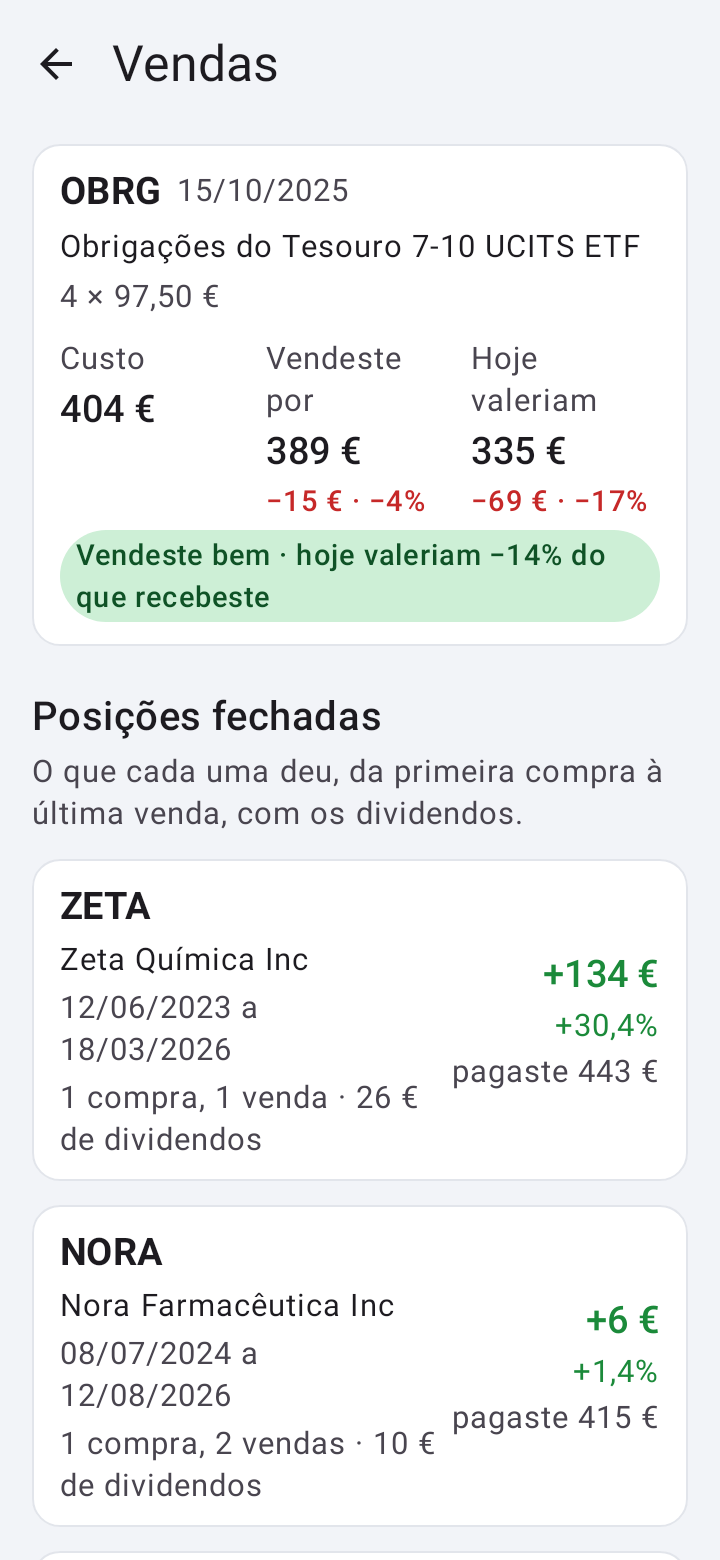 Vendas
OBRG 15/10/2025
Obrigações do Tesouro 7-10 UCITS ETF
4 × 97,50 €
Custo
404 €
Vendeste
por
389 €
−15 € · −4%
Hoje
valeriam
335 €
−69 € · −17%
Vendeste bem · hoje valeriam −14% do
que recebeste
Posições fechadas
O que cada uma deu, da primeira compra à
última venda, com os dividendos.
ZETA
Zeta Química Inc
12/06/2023 a
18/03/2026
1 compra, 1 venda · 26 €
de dividendos
+134 €
+30,4%
pagaste 443 €
NORA
Nora Farmacêutica Inc
08/07/2024 a
12/08/2026
1 compra, 2 vendas · 10 €
de dividendos
+6 €
+1,4%
pagaste 415 €